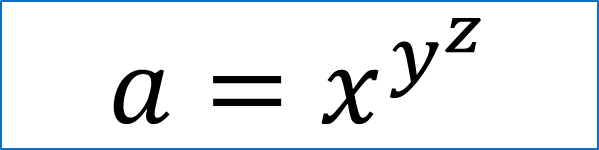 a = x^{y^z}